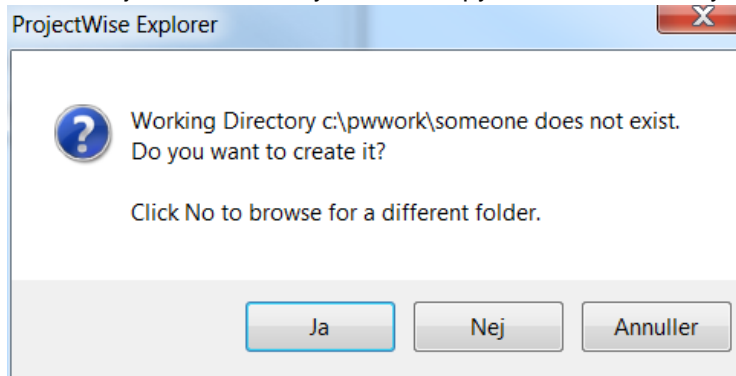 ProjectWise Explorer
Working Directory c:\pwwork\someone does not exist.
Do you want to create it?
Click No to browse for a different folder.
Ja
Nej
Annuller